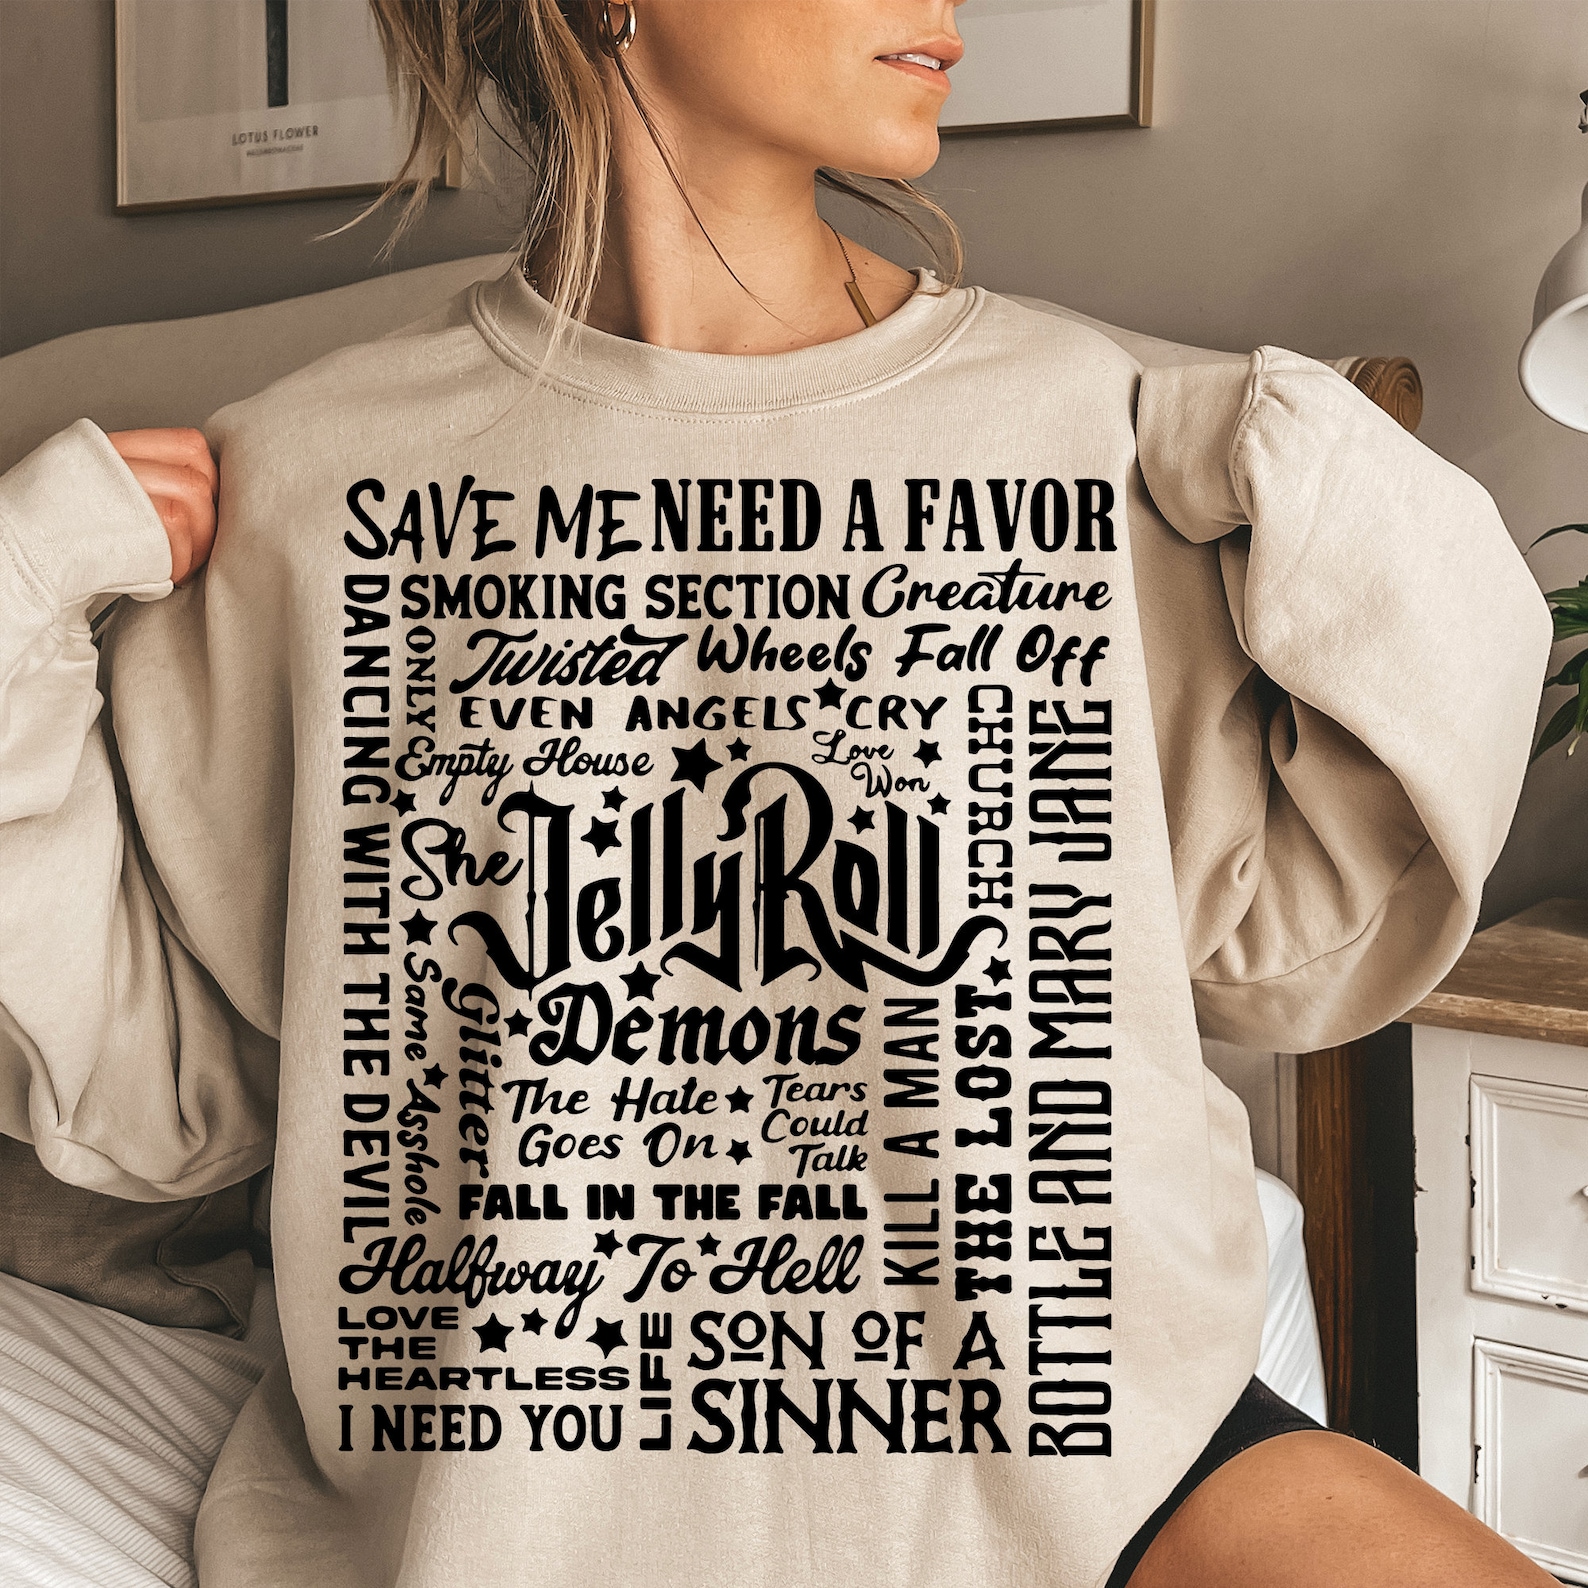 LOTUS FLOWER
SAVE ME
NEED A FAVOR
DANCING WITH THE DEVIL
SMOKING SECTION
Creature
ONLY
Twisted
Wheels Fall Off
EVEN ANGELS CRY
CHURCH
BOTTLE AND MARY JANE
Empty House
Love
Won
She
Jelly Roll
Same Asshole
Glitter
Demons
KILL A MAN
THE LOST
The Hate
Goes On
Tears
Could
Talk
FALL IN THE FALL
Halfway To Hell
LOVE
THE
HEARTLESS
LIFE
SON OF A
SINNER
I NEED YOU